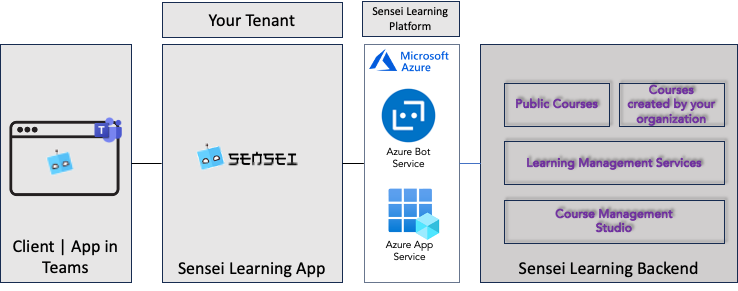 Your Tenant
Sensei Learning
Platform
Client | App in
Teams
SENSEI
Sensei Learning App
Microsoft
Azure
Azure Bot
Service
Azure App
Service
Public Courses
Courses
created by your
organization
Learning Management Services
Course Management
Studio
Sensei Learning Backend